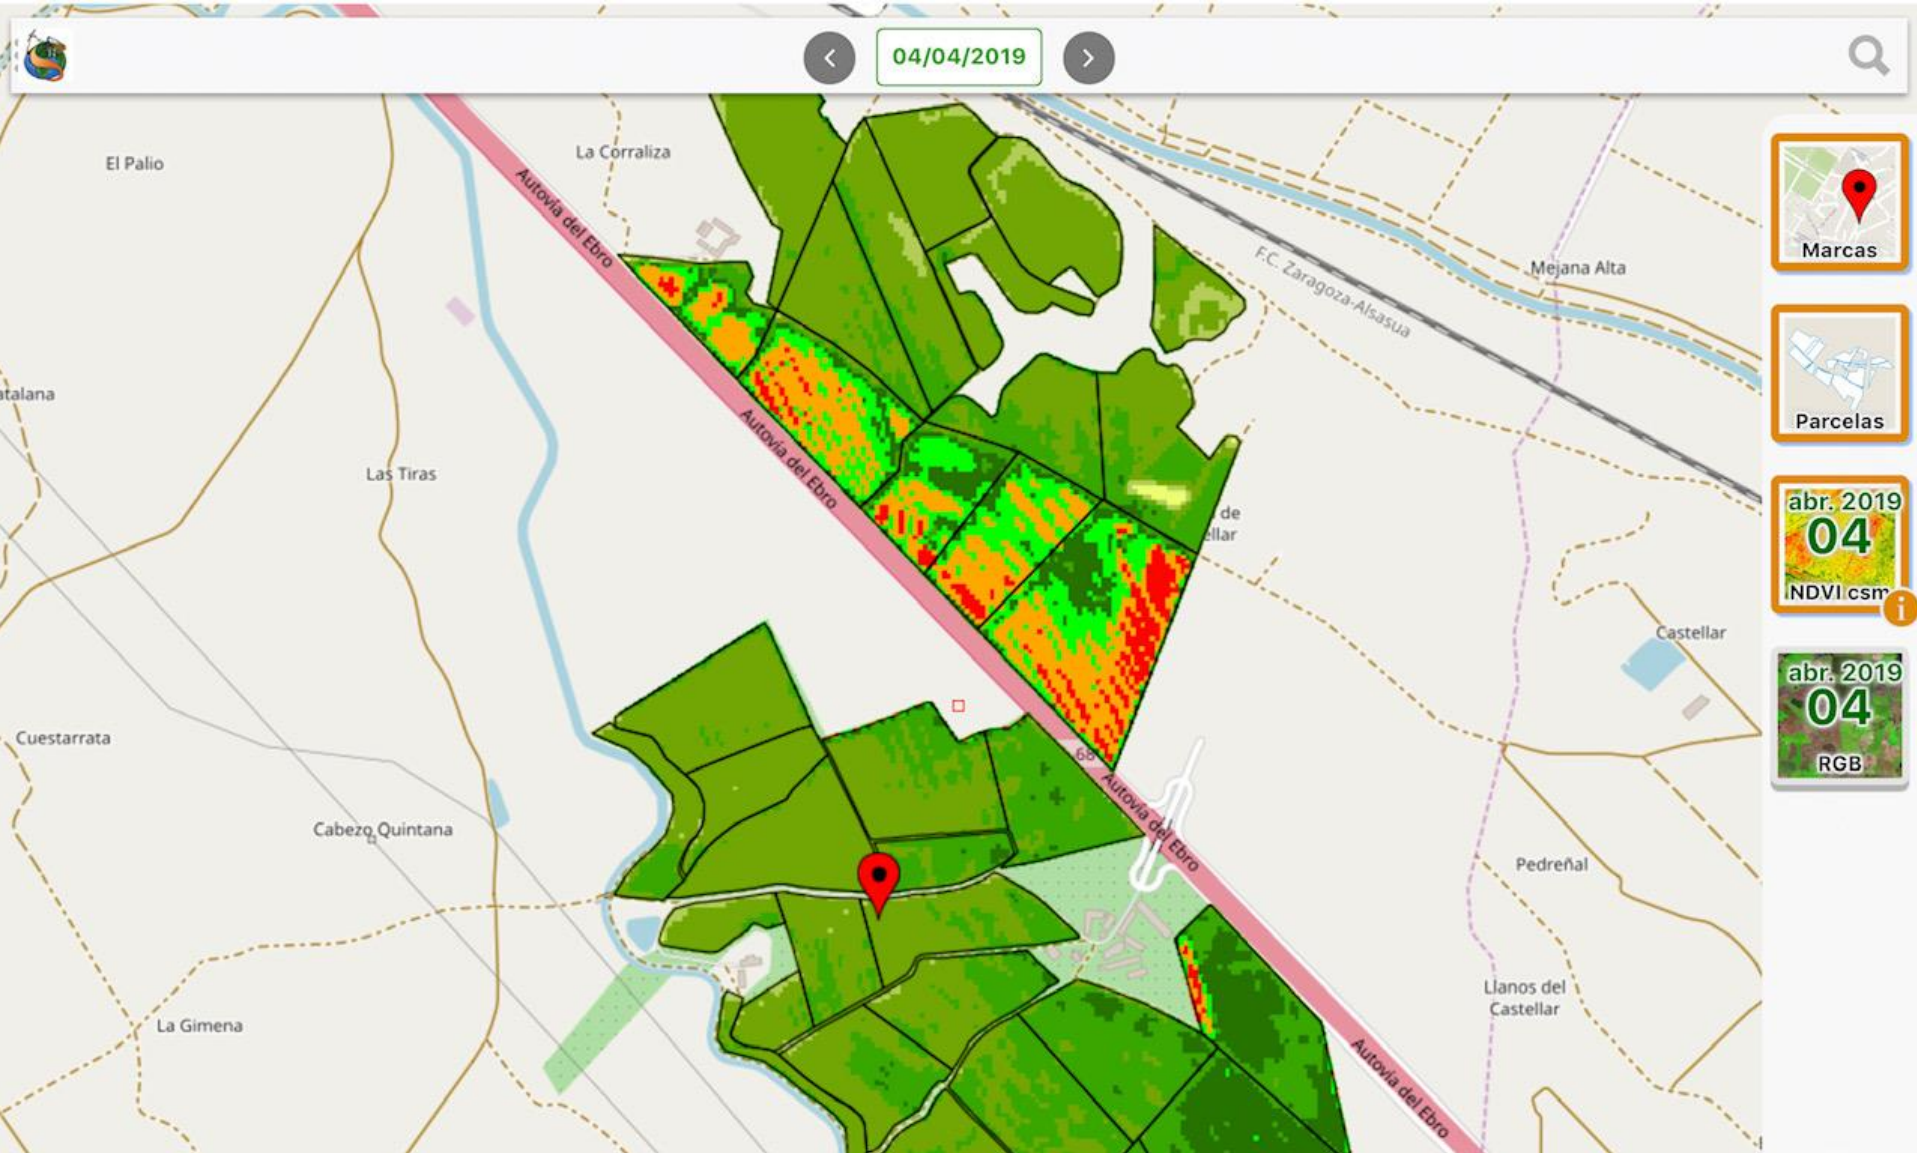 04/04/2019
El Palio
La Corraliza
Autovía del Ebro
F.C. Zaragoza-Alsasua
Mejana Alta
Marcas
atalana
Autovía del Ebro
Parcelas
Las Tiras
de
ellar
abr. 2019
04
NDVI csm
i
Castellar
abr. 2019
04
RGB
Cuestarrata
68
Autovía del Ebro
Cabezo Quintana
Pedreñal
La Gimena
Llanos del
Castellar
Autovía del Ebro